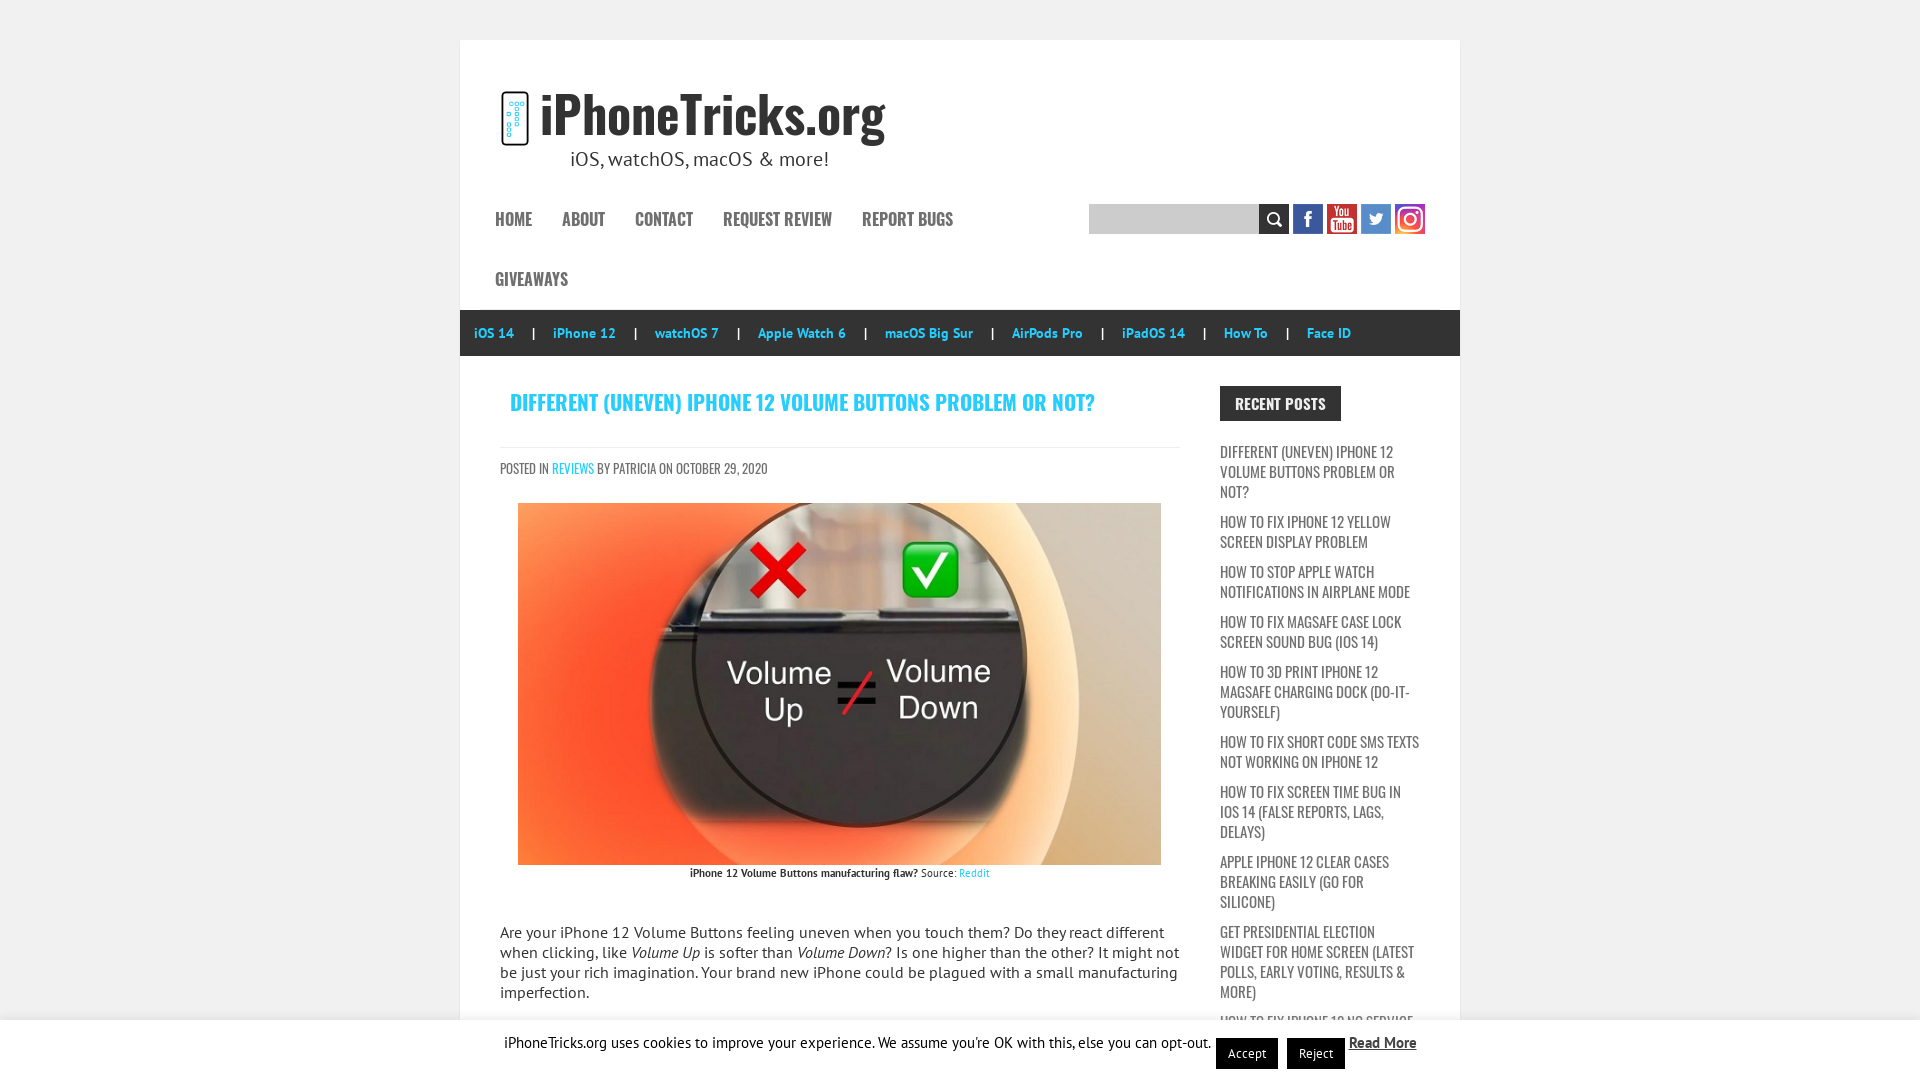 iPhoneTricks.org
iOS, watchOS, macOS & more!
HOME ABOUT CONTACT REQUEST REVIEW REPORT BUGS
You
Tube
GIVEAWAYS
iOS 14 | iPhone 12 | watchOS 7 | Apple Watch 6 | macOS Big Sur | AirPods Pro | iPadOS 14 | How To | Face ID
DIFFERENT (UNEVEN) IPHONE 12 VOLUME BUTTONS PROBLEM OR NOT?
POSTED IN REVIEWS BY PATRICIA ON OCTOBER 29, 2020
Volume Volume
Up Down
iPhone 12 Volume Buttons manufacturing flaw? Source: Reddit
Are your iPhone 12 Volume Buttons feeling uneven when you touch them? Do they react different
when clicking, like Volume Up is softer than Volume Down? Is one higher than the other? It might not
be just your rich imagination. Your brand new iPhone could be plagued with a small manufacturing
imperfection.
RECENT POSTS
DIFFERENT (UNEVEN) IPHONE 12
VOLUME BUTTONS PROBLEM OR
NOT?
HOW TO FIX IPHONE 12 YELLOW
SCREEN DISPLAY PROBLEM
HOW TO STOP APPLE WATCH
NOTIFICATIONS IN AIRPLANE MODE
HOW TO FIX MAGSAFE CASE LOCK
SCREEN SOUND BUG (IOS 14)
HOW TO 3D PRINT IPHONE 12
MAGSAFE CHARGING DOCK (DO-IT-
YOURSELF)
HOW TO FIX SHORT CODE SMS TEXTS
NOT WORKING ON IPHONE 12
HOW TO FIX SCREEN TIME BUG IN
IOS 14 (FALSE REPORTS, LAGS,
DELAYS)
APPLE IPHONE 12 CLEAR CASES
BREAKING EASILY (GO FOR
SILICONE)
GET PRESIDENTIAL ELECTION
WIDGET FOR HOME SCREEN (LATEST
POLLS, EARLY VOTING, RESULTS &
MORE)
HOW TO FIX IPHONE 12 NO SERVICE
iPhoneTricks.org uses cookies to improve your experience. We assume you're OK with this, else you can opt-out. Accept Reject Read More